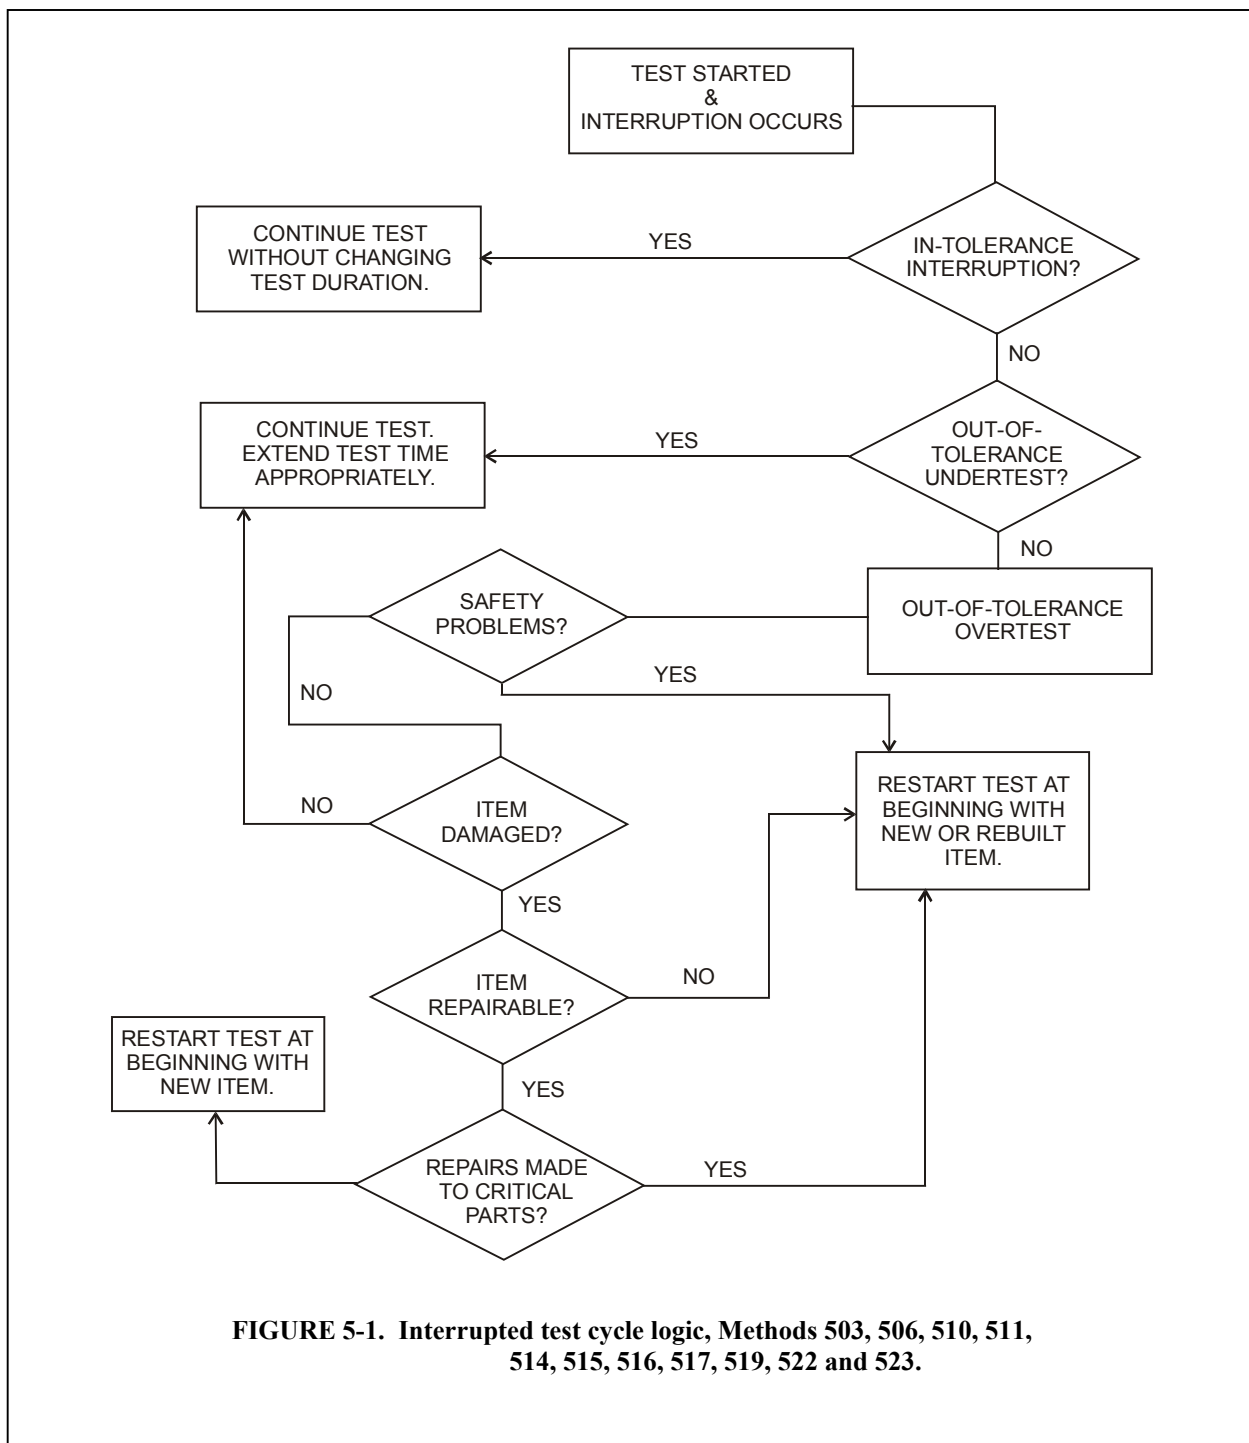 TEST STARTED
&
INTERRUPTION OCCURS
CONTINUE TEST
WITHOUT CHANGING
TEST DURATION.
YES
IN-TOLERANCE
INTERRUPTION?
NO
CONTINUE TEST.
EXTEND TEST TIME
APPROPRIATELY.
YES
OUT-OF-
TOLERANCE
UNDERTEST?
NO
SAFETY
PROBLEMS?
OUT-OF-TOLERANCE
OVERTEST
YES
NO
NO
ITEM
DAMAGED?
RESTART TEST AT
BEGINNING WITH
NEW OR REBUILT
ITEM.
YES
ITEM
REPAIRABLE?
NO
YES
RESTART TEST AT
BEGINNING WITH
NEW ITEM.
REPAIRS MADE
TO CRITICAL
PARTS?
YES
FIGURE 5-1. Interrupted test cycle logic, Methods 503, 506, 510, 511,
514, 515, 516, 517, 519, 522 and 523.